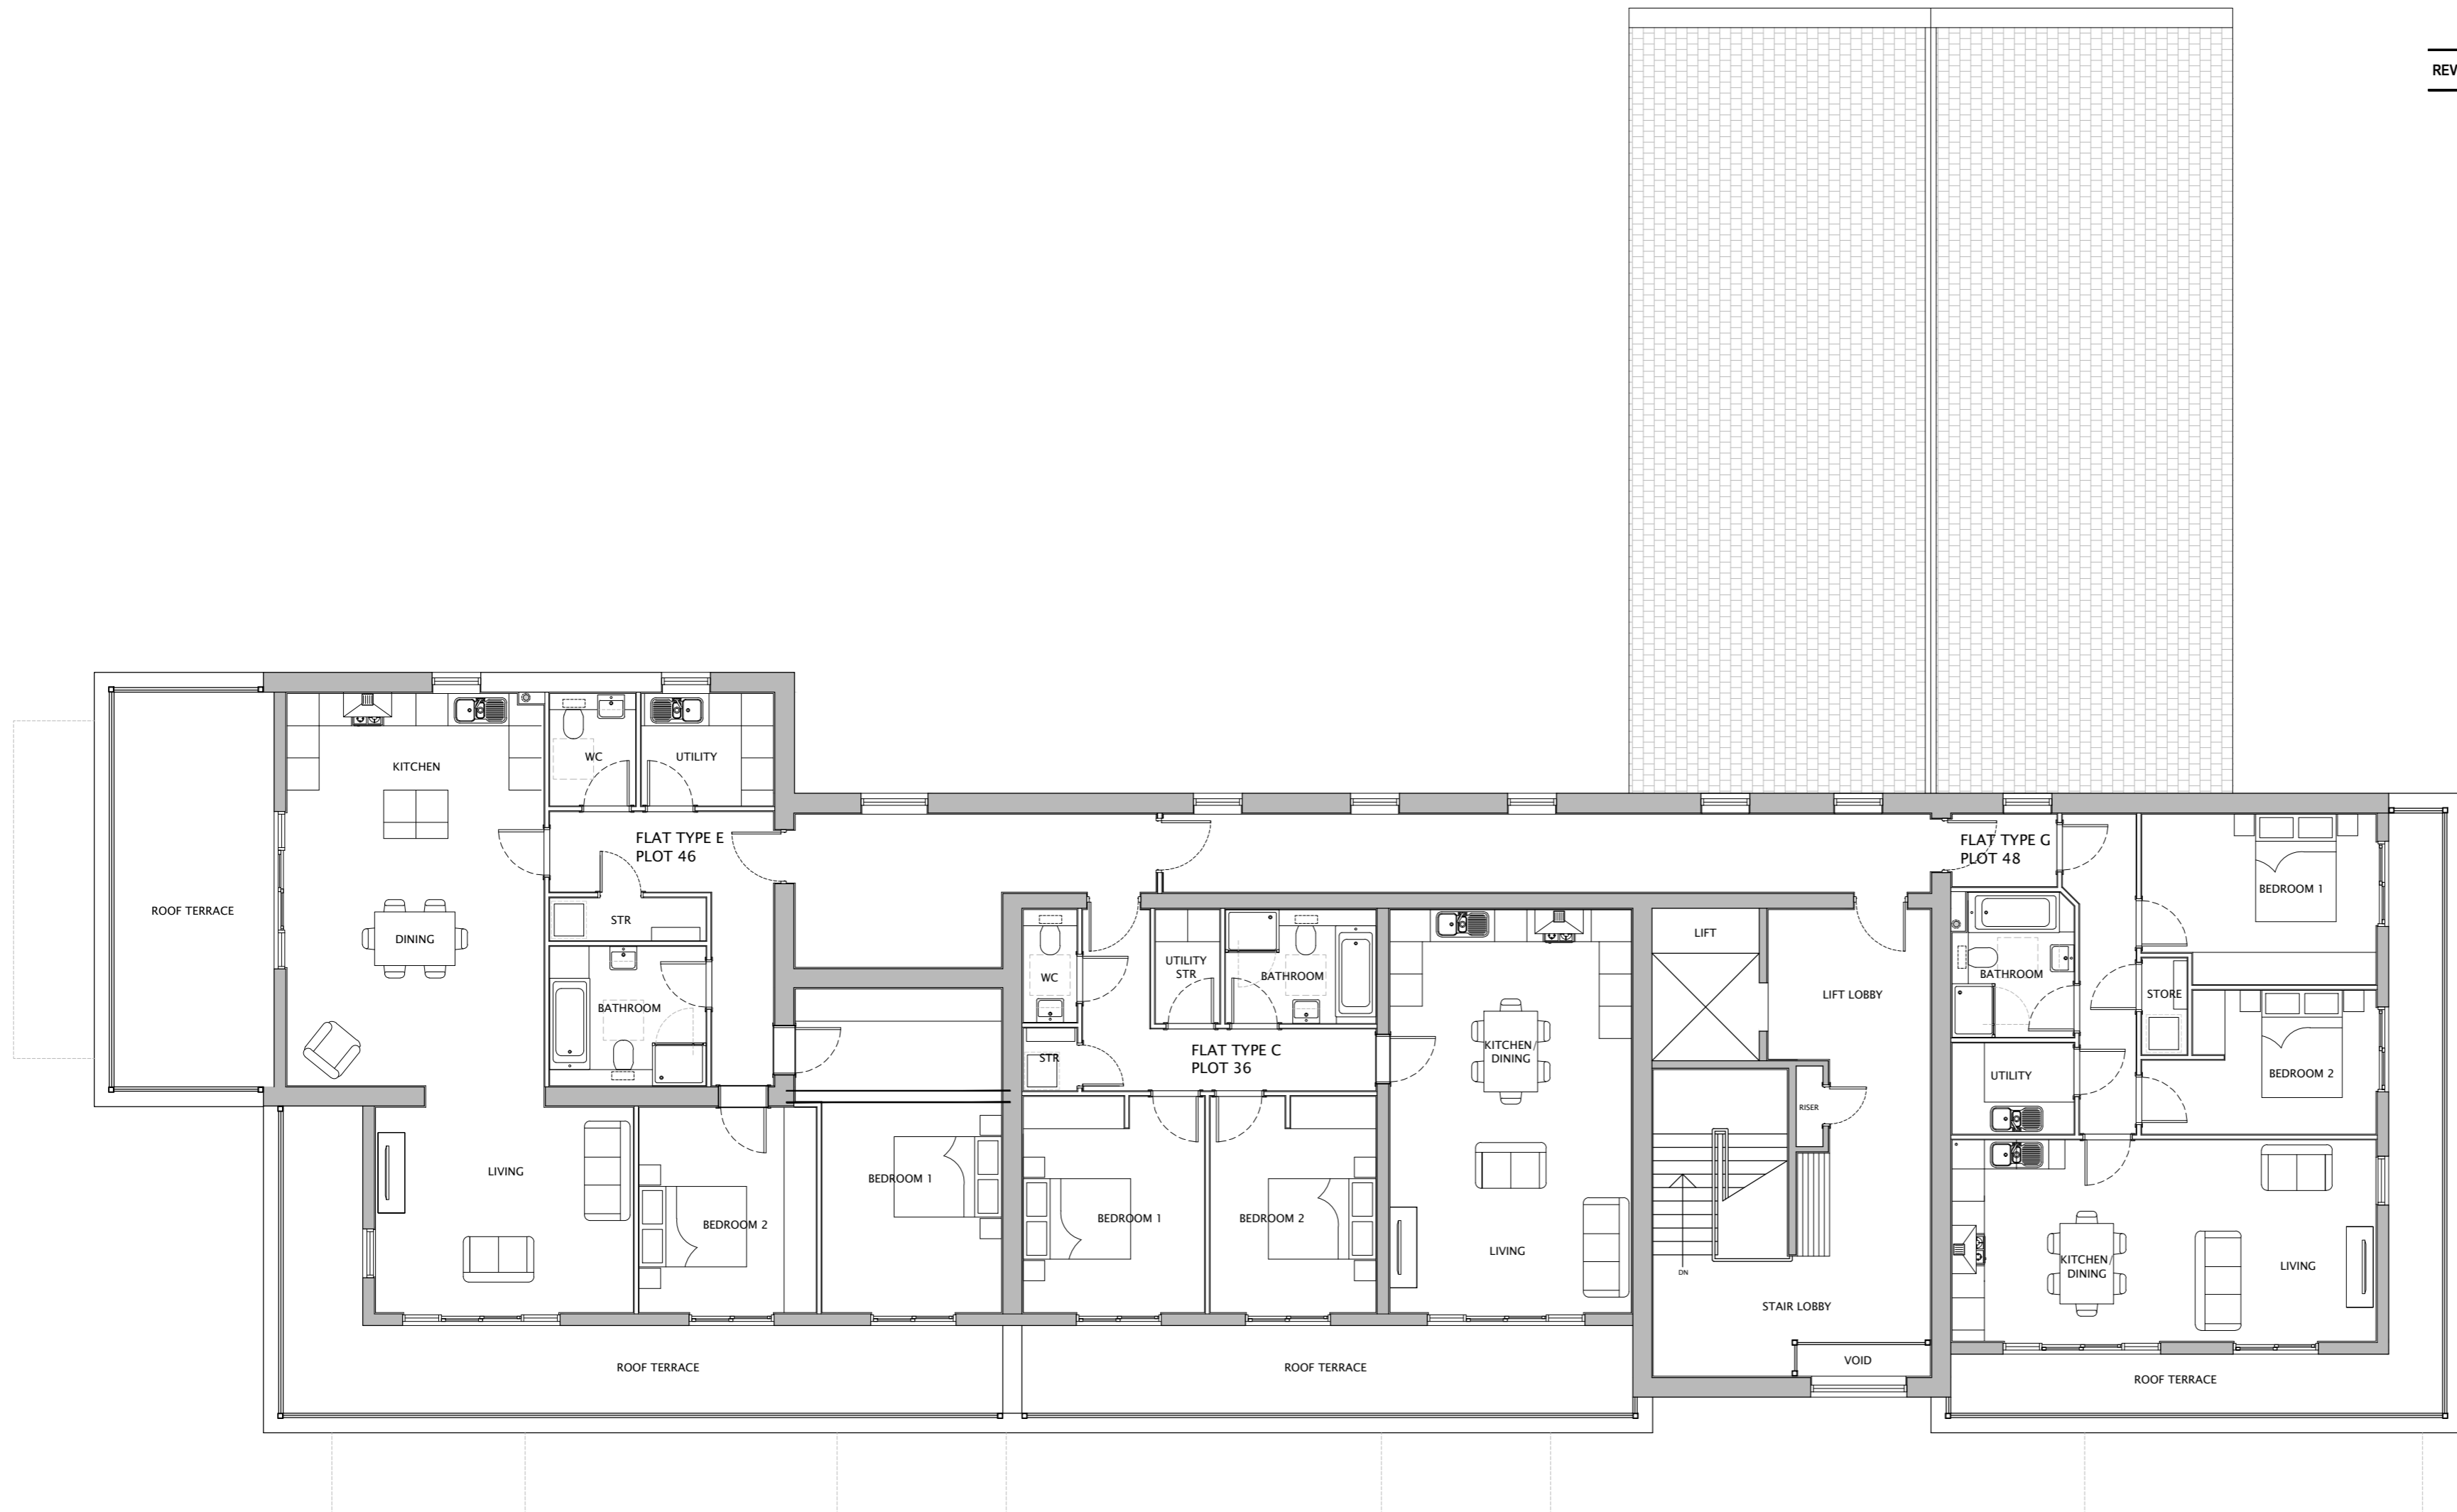 REV
KITCHEN
WC
UTILITY
FLAT TYPE E
PLOT 46
ROOF TERRACE
STR
DINING
BATHROOM
LIVING
BEDROOM 2
BEDROOM 1
ROOF TERRACE
WC
UTILITY
STR
BATHROOM
STR
FLAT TYPE C
PLOT 36
KITCHEN/
DINING
BEDROOM 1
BEDROOM 2
LIVING
ROOF TERRACE
LIFT
LIFT LOBBY
RISER
DN
STAIR LOBBY
VOID
FLAT TYPE G
PLOT 48
BEDROOM 1
BATHROOM
STORE
UTILITY
BEDROOM 2
KITCHEN/
DINING
LIVING
ROOF TERRACE